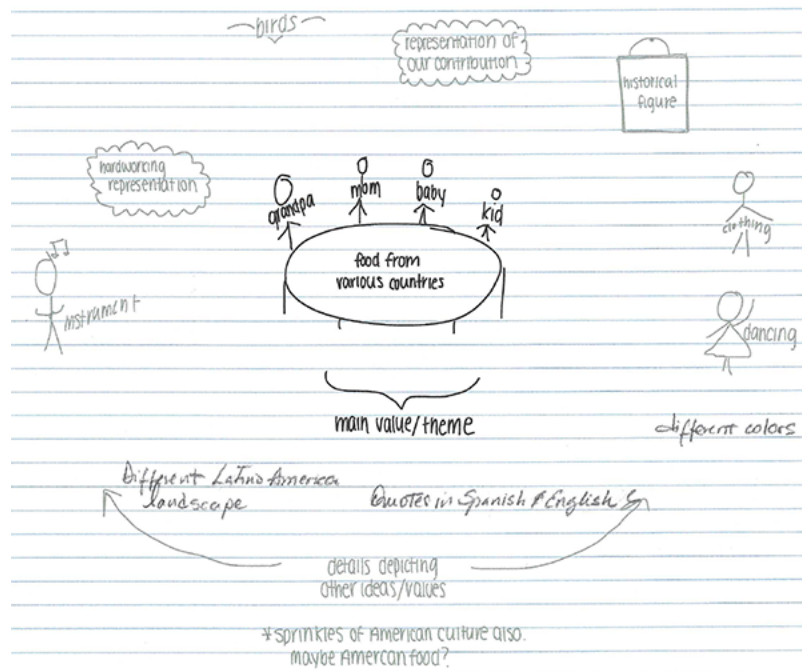 birds
representation of
our contribution
historical
figure
hardworking
representation
grandpa
mom
baby
kid
clothing
food from
various countries
instrument
dancing
main value/theme
different colors
Different Latino America
landscape
Quotes in Spanish & English
details depicting
other ideas/values
*sprinkles of American culture also.
maybe Amercan food?